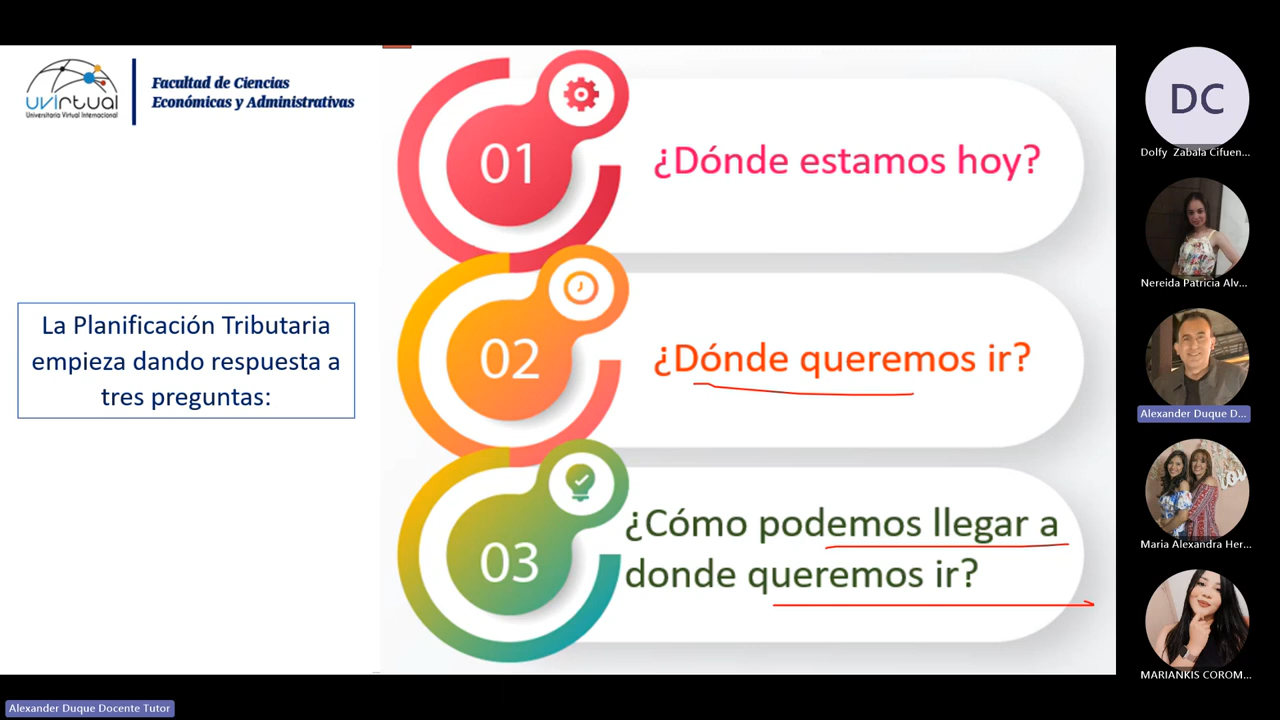 uvirtual
Universitaria Virtual Internacional
Facultad de Ciencias
Económicas y Administrativas
La Planificación Tributaria
empieza dando respuesta a
tres preguntas:
01
¿Dónde estamos hoy?
02
¿Dónde queremos ir?
03
¿Cómo podemos llegar a
donde queremos ir?
DC
Dolfy Zabala Cifuen...
Nereida Patricia Alv...
Alexander Duque D...
Maria Alexandra Her...
MARIANKIS COROM...
Alexander Duque Docente Tutor